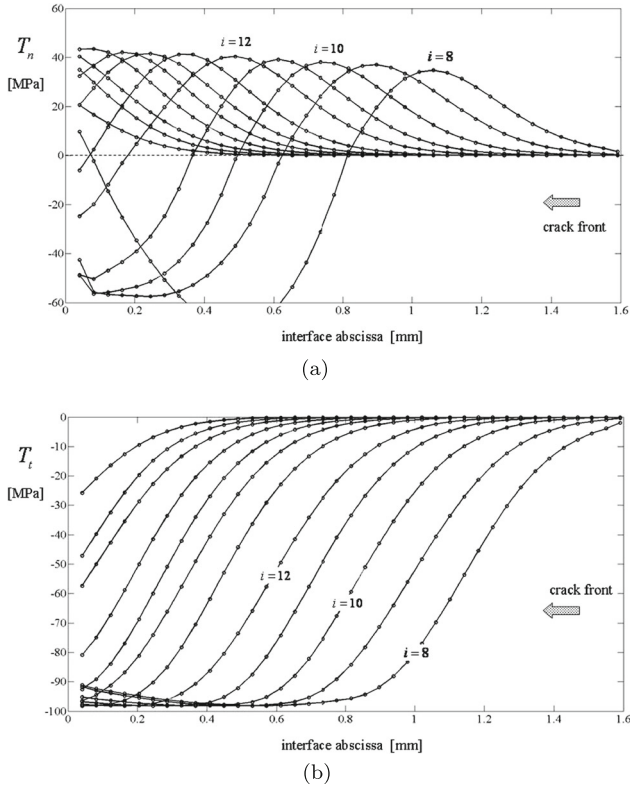 60
40
20
0
-20
-40
-60
T_n
[MPa]
i = 12
i = 10
i = 8
crack front
0 0.2 0.4 0.6 0.8 1 1.2 1.4 1.6
interface abscissa [mm]
(a)
0
-10
-20
-30
-40
-50
-60
-70
-80
-90
-100
T_t
[MPa]
i = 12
i = 10
i = 8
crack front
0 0.2 0.4 0.6 0.8 1 1.2 1.4 1.6
interface abscissa [mm]
(b)